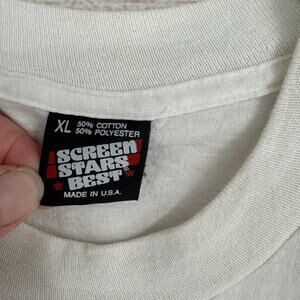 XL 50% COTTON
50% POLYESTER
SCREEN
STARS
BEST
MADE IN U.S.A.